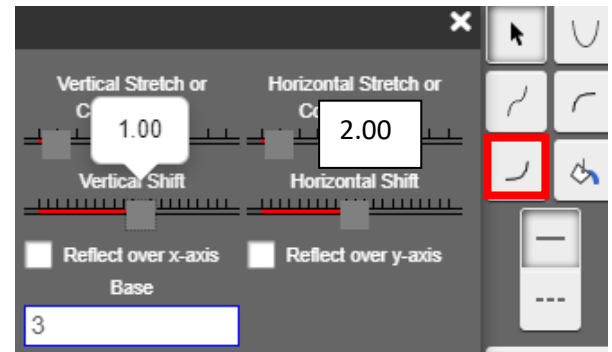 Vertical Stretch or
Horizontal Stretch or
1.00
2.00
Vertical Shift
Horizontal Shift
Reflect over x-axis
Reflect over y-axis
Base
3